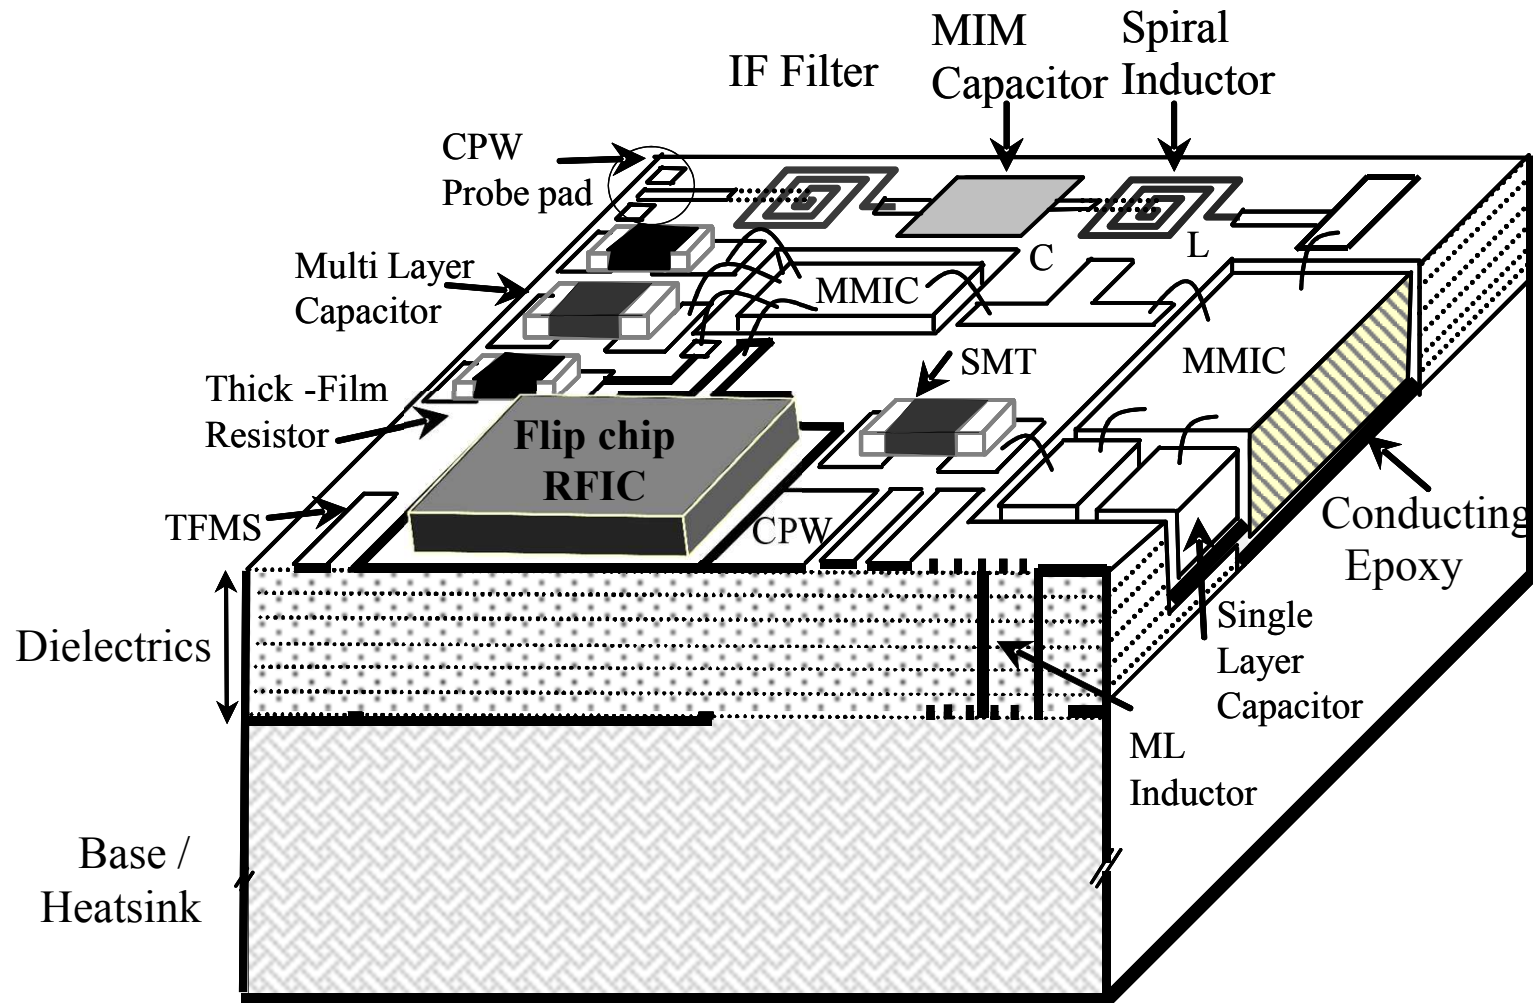 MIM
Capacitor
Spiral
Inductor
IF Filter
CPW
Probe pad
C
L
Multi Layer
Capacitor
MMIC
SMT
MMIC
Thick -Film
Resistor
Flip chip
RFIC
TFMS
CPW
Conducting
Epoxy
Dielectrics
Single
Layer
Capacitor
ML
Inductor
Base /
Heatsink